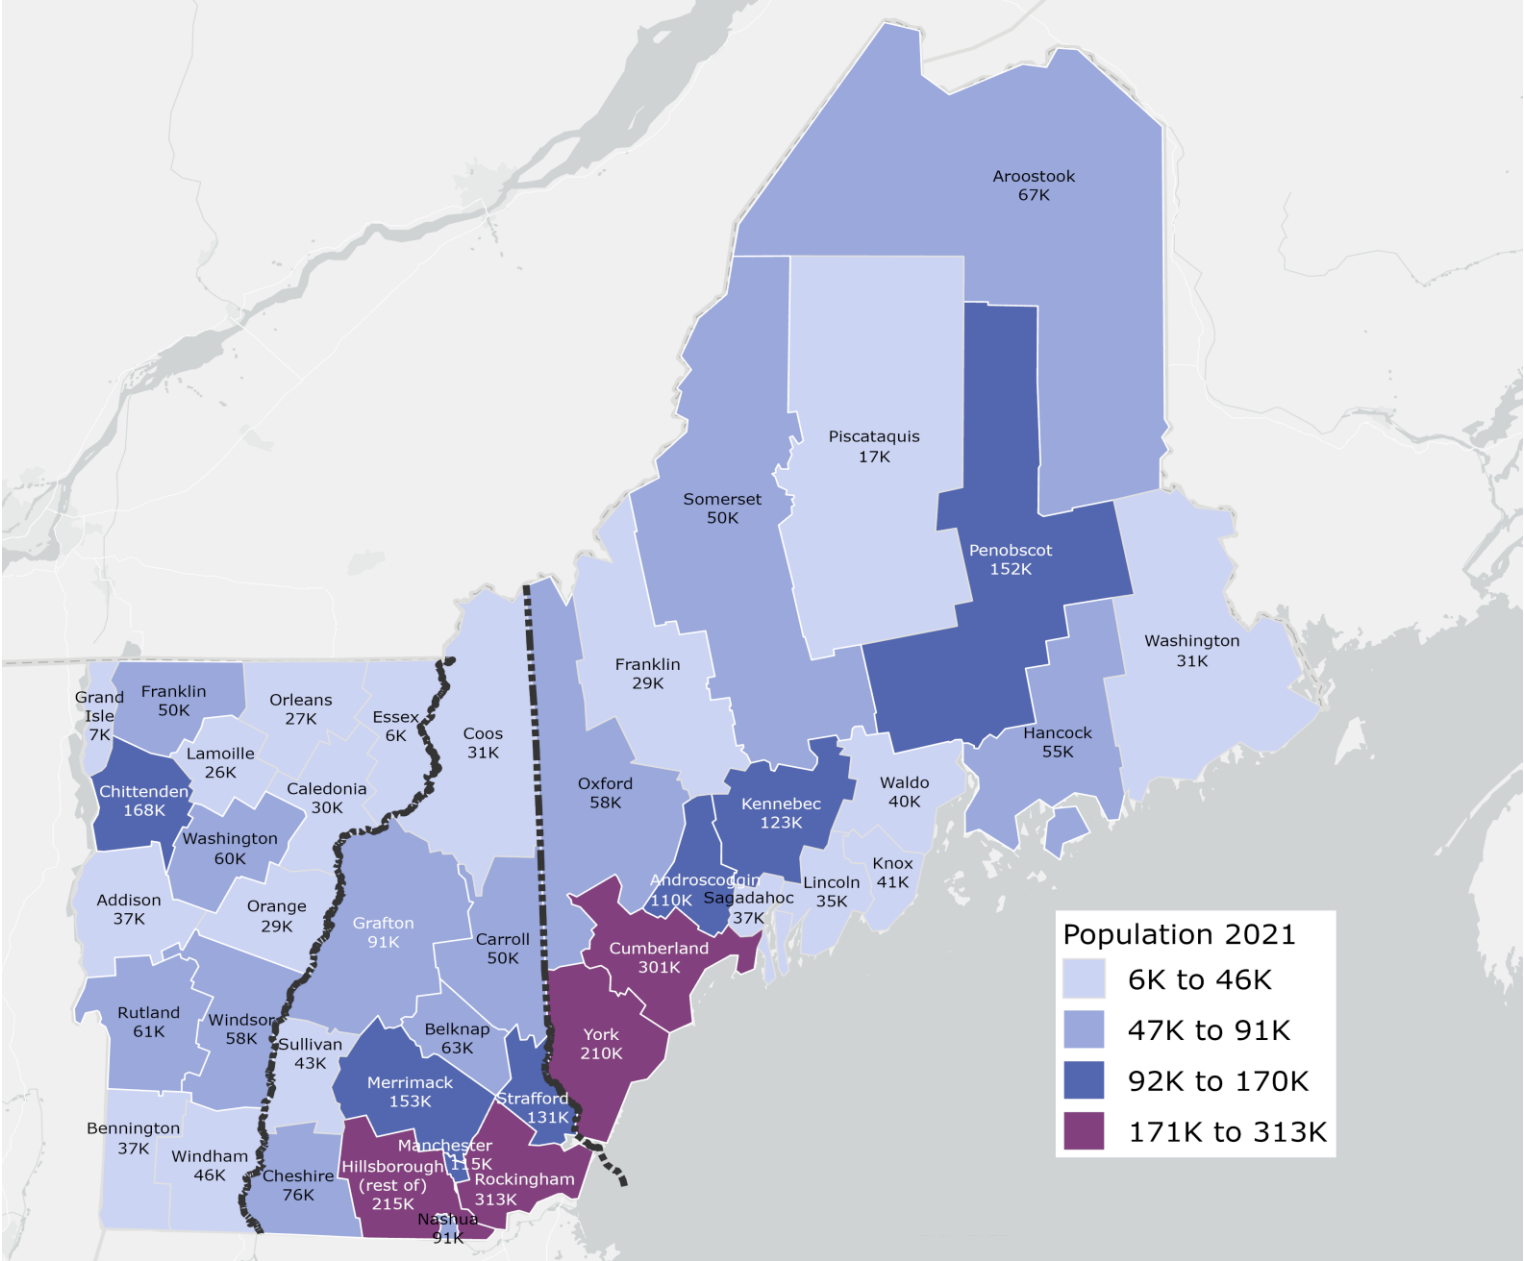 Aroostook
67K
Piscataquis
17K
Somerset
50K
Penobscot
152K
Washington
31K
Franklin
29K
Hancock
55K
Grand
Isle
7K
Franklin
50K
Orleans
27K
Essex
6K
Coos
31K
Lamoille
26K
Chittenden
168K
Caledonia
30K
Oxford
58K
Kennebec
123K
Waldo
40K
Washington
60K
Knox
41K
Androscoggin
110K
Lincoln
35K
Sagadahoc
37K
Addison
37K
Orange
29K
Grafton
91K
Carroll
50K
Cumberland
301K
Rutland
61K
Windsor
58K
Sullivan
43K
Belknap
63K
York
210K
Merrimack
153K
Strafford
131K
Bennington
37K
Windham
46K
Cheshire
76K
Manchester
115K
Hillsborough
(rest of)
215K
Rockingham
313K
Nashua
91K
Population 2021
6K to 46K
47K to 91K
92K to 170K
171K to 313K